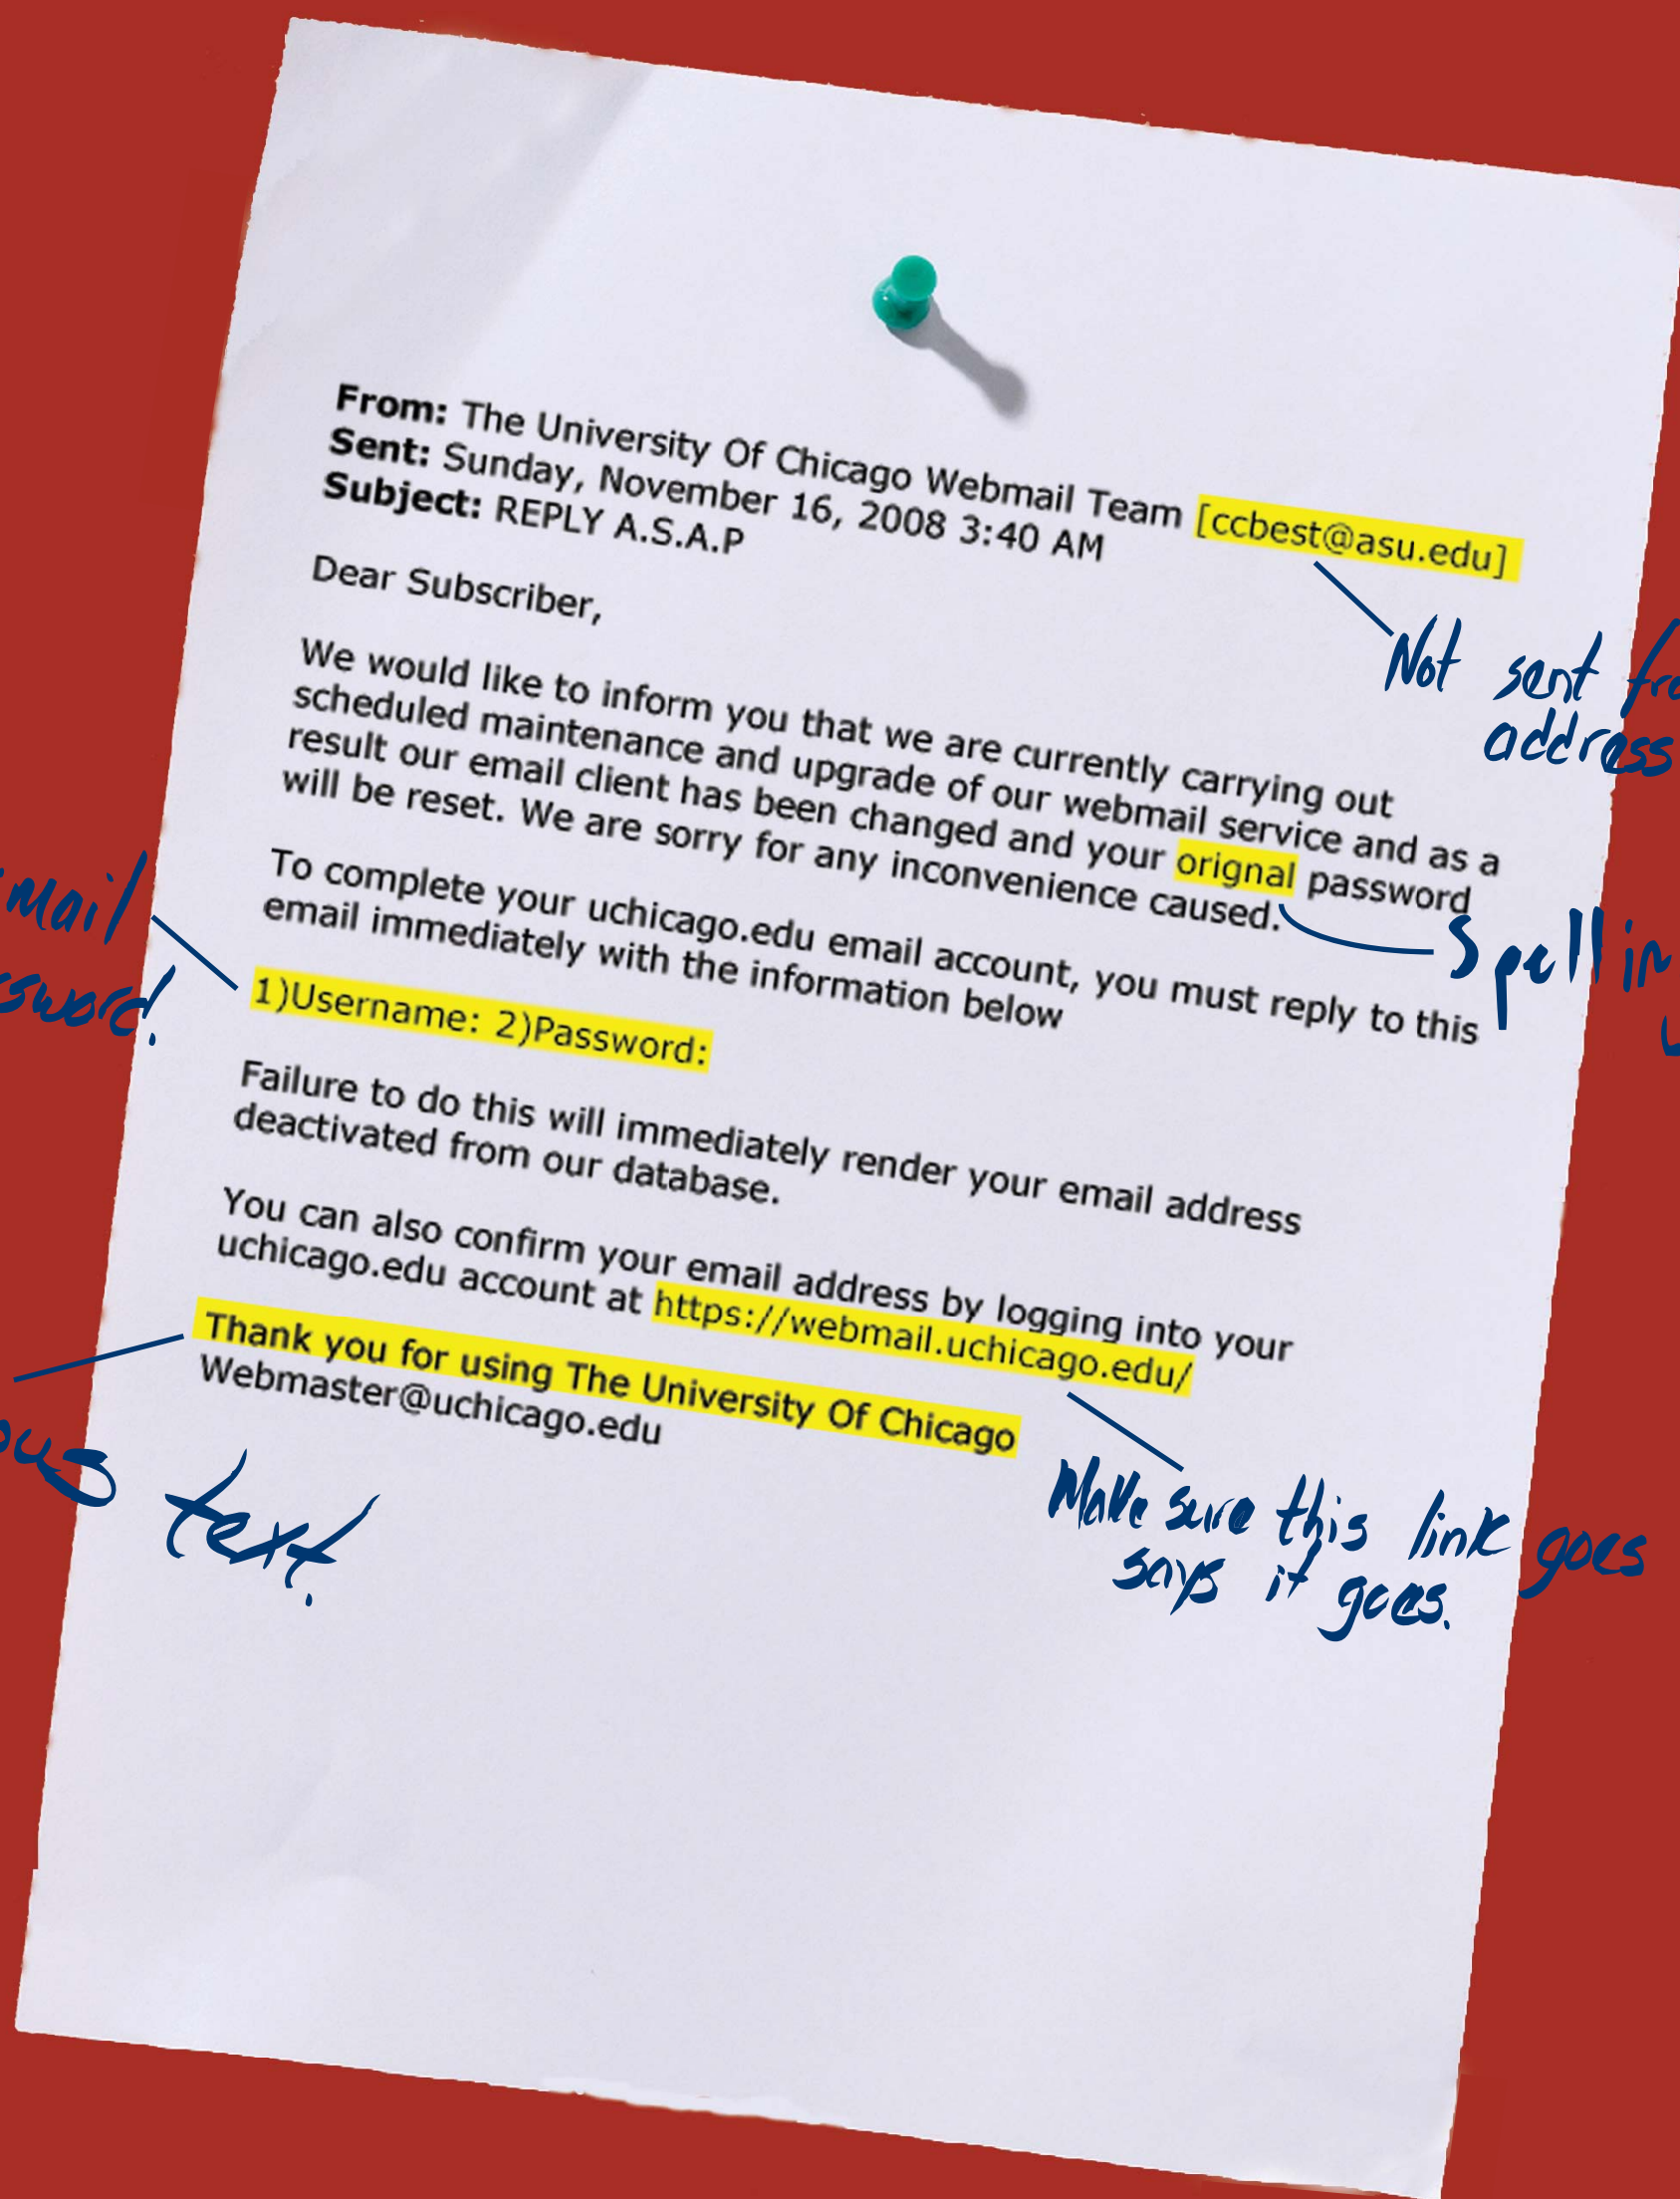 From: The University Of Chicago Webmail Team [ccbest@asu.edu]
Sent: Sunday, November 16, 2008 3:40 AM
Subject: REPLY A.S.A.P
Not sent
address
Dear Subscriber,
We would like to inform you that we are currently carrying out
scheduled maintenance and upgrade of our webmail service and as a
result our email client has been changed and your orignal password
will be reset. We are sorry for any inconvenience caused.
To complete your uchicago.edu email account, you must reply to this
email immediately with the information below
1)Username: 2)Password:
Failure to do this will immediately render your email address
deactivated from our database.
You can also confirm your email address by logging into your
uchicago.edu account at https://webmail.uchicago.edu/
Thank you for using The University Of Chicago
Webmaster@uchicago.edu
text.
Make sure this link goes
says it goes.